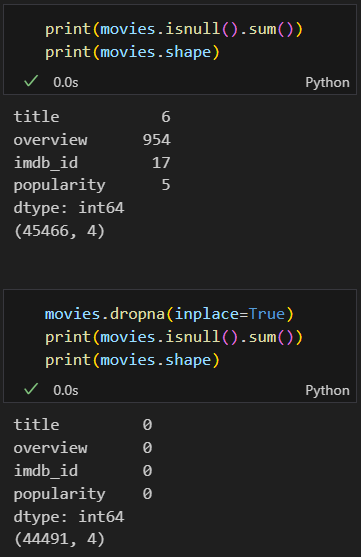 print(movies.isnull().sum())
print(movies.shape)
✓ 0.0s Python
title 6
overview 954
imdb_id 17
popularity 5
dtype: int64
(45466, 4)
movies.dropna(inplace=True)
print(movies.isnull().sum())
print(movies.shape)
✓ 0.0s Python
title 0
overview 0
imdb_id 0
popularity 0
dtype: int64
(44491, 4)